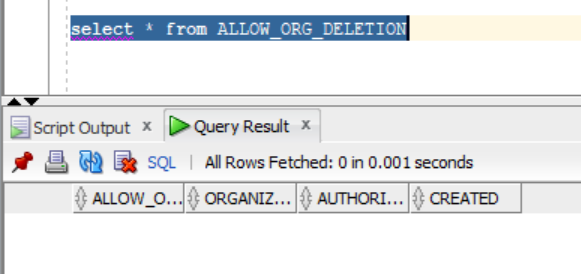 select * from ALLOW_ORG_DELETION
Script Output x Query Result x
SQL | All Rows Fetched: 0 in 0.001 seconds
ALLOW_O... ORGANIZ... AUTHORI... CREATED